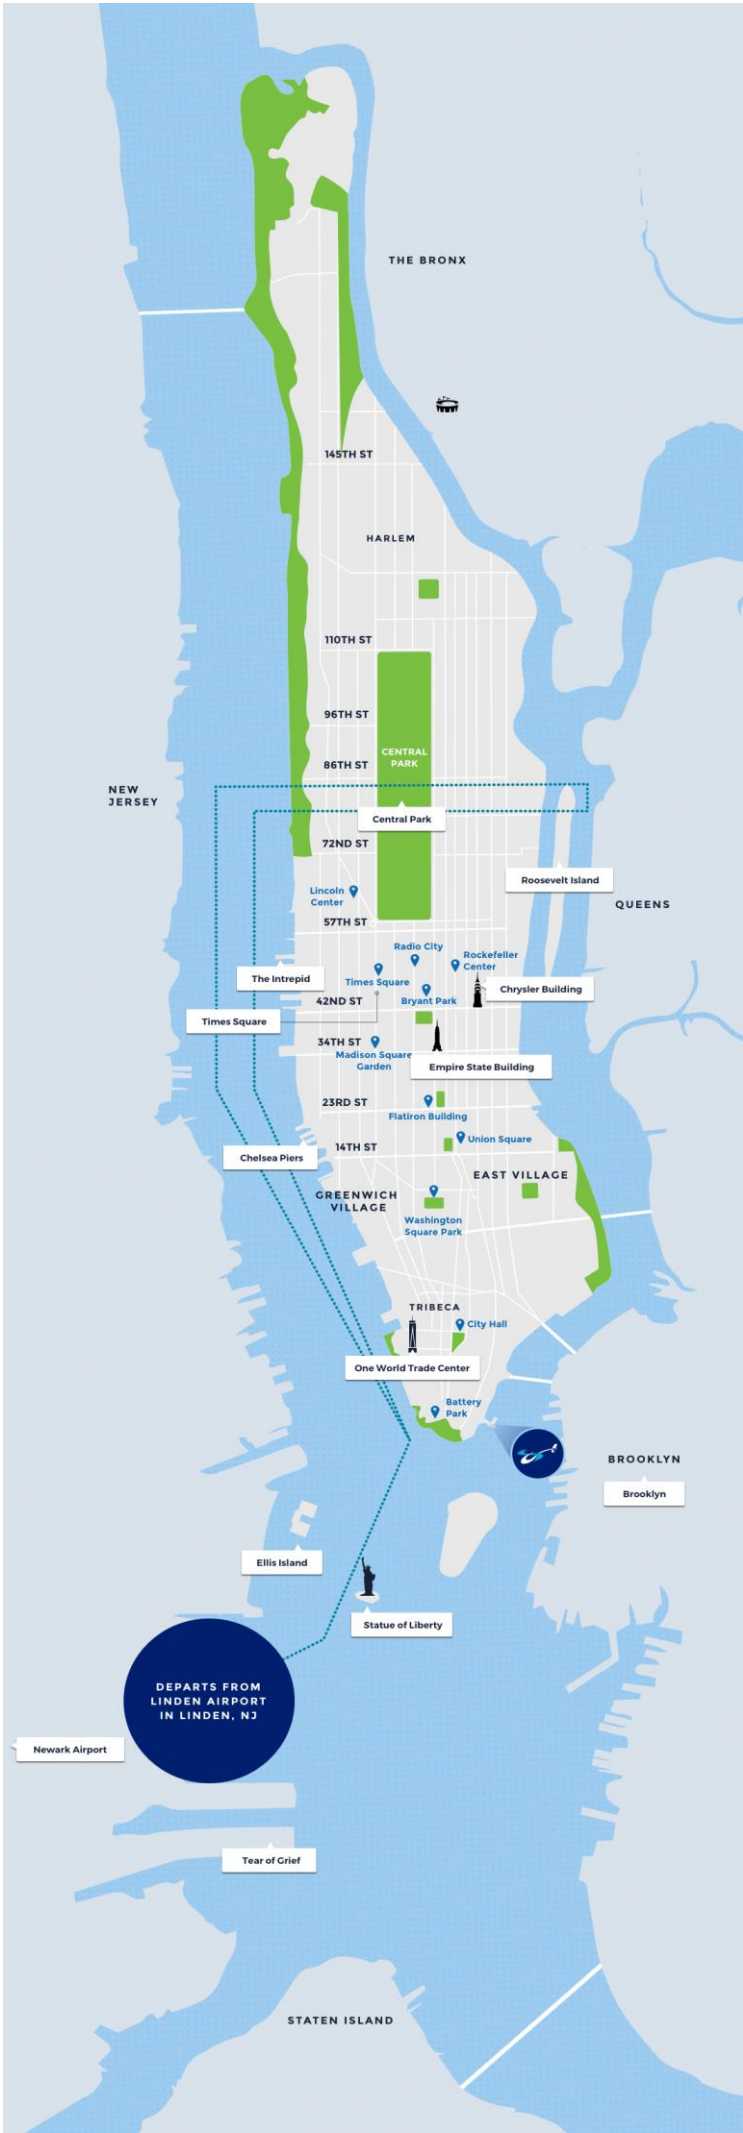 THE BRONX
145TH ST
HARLEM
110TH ST
96TH ST
CENTRAL
PARK
86TH ST
NEW
JERSEY
Central Park
72ND ST
Roosevelt Island
Lincoln
Center
QUEENS
57TH ST
Radio City
Rockefeller
Center
The Intrepid
Times Square
Chrysler Building
42ND ST
Bryant Park
Times Square
34TH ST
Madison Square
Garden
Empire State Building
23RD ST
Flatiron Building
Union Square
14TH ST
Chelsea Piers
EAST VILLAGE
GREENWICH
VILLAGE
Washington
Square Park
TRIBECA
City Hall
One World Trade Center
Battery
Park
BROOKLYN
Brooklyn
Ellis Island
Statue of Liberty
DEPARTS FROM
LINDEN AIRPORT
IN LINDEN, NJ
Newark Airport
Tear of Grief
STATEN ISLAND